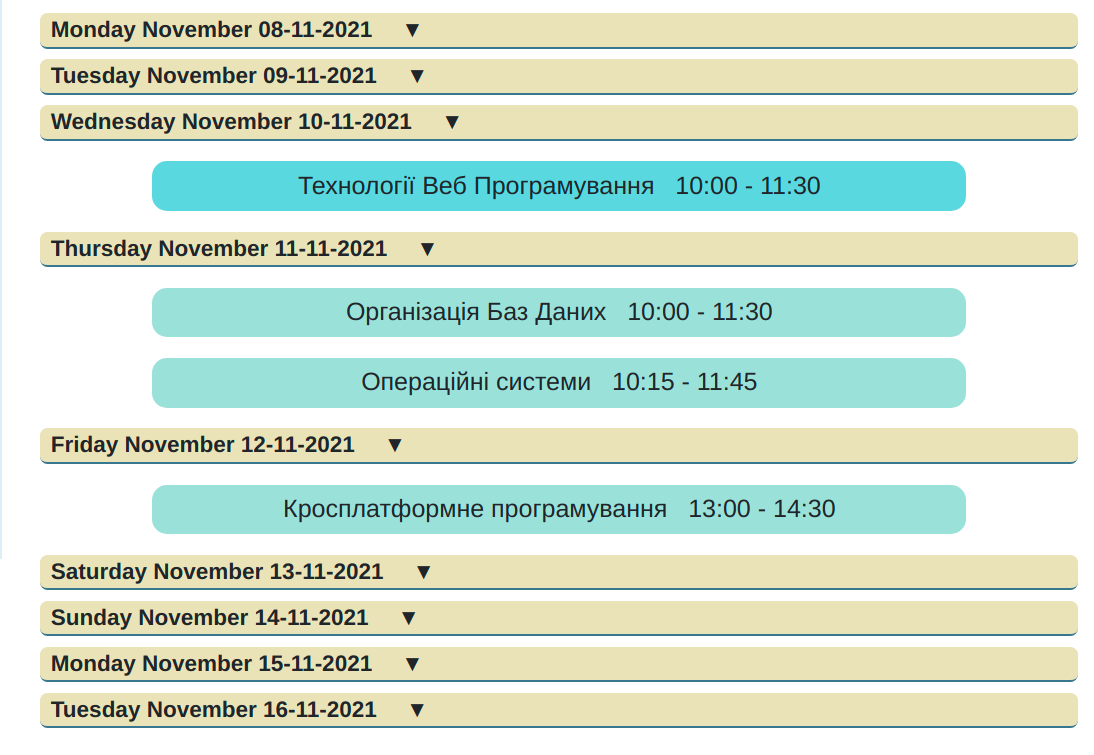 Monday November 08-11-2021 ▼
Tuesday November 09-11-2021 ▼
Wednesday November 10-11-2021 ▼
Технології Веб Програмування 10:00 - 11:30
Thursday November 11-11-2021 ▼
Організація Баз Даних 10:00 - 11:30
Операційні системи 10:15 - 11:45
Friday November 12-11-2021 ▼
Кросплатформне програмування 13:00 - 14:30
Saturday November 13-11-2021 ▼
Sunday November 14-11-2021 ▼
Monday November 15-11-2021 ▼
Tuesday November 16-11-2021 ▼